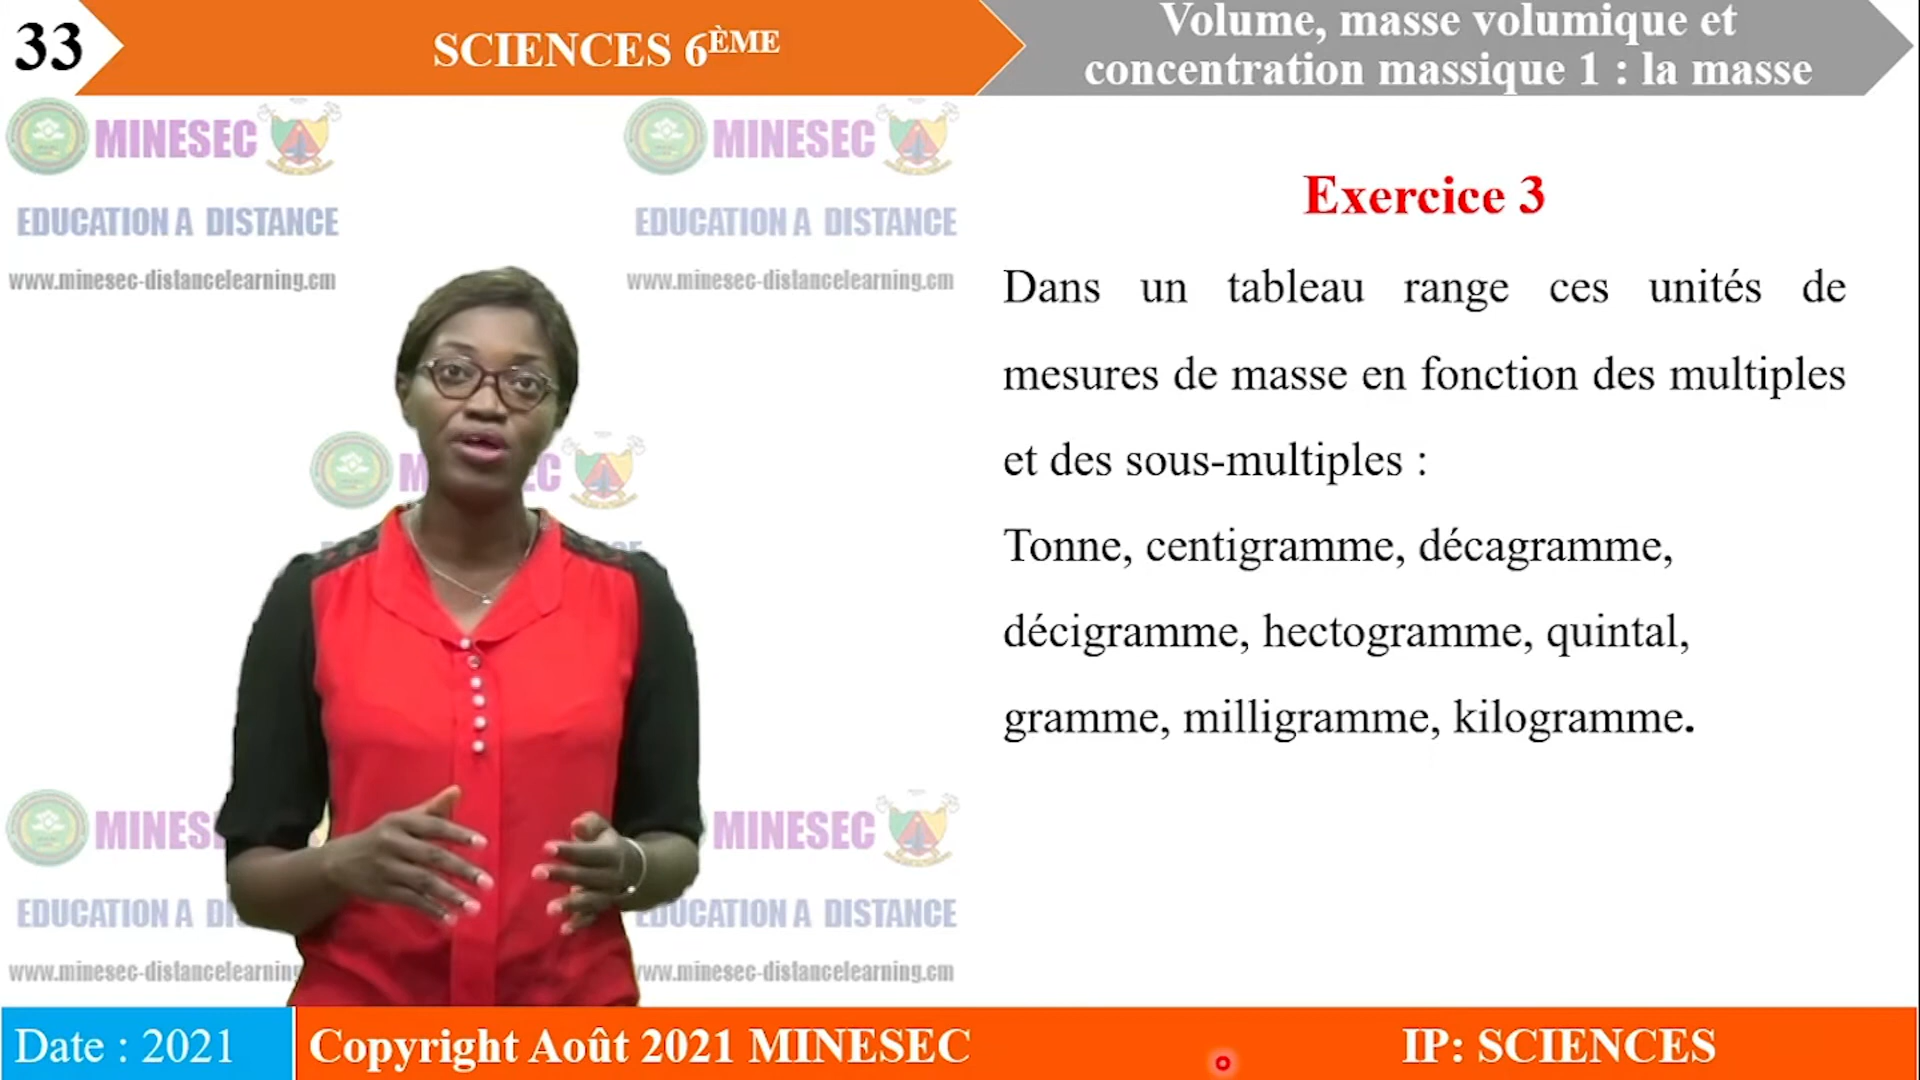 33
SCIENCES 6ÈME
Volume, masse volumique et
concentration massique 1 : la masse
MINESEC
EDUCATION A DISTANCE
www.minesec-distancelearning.cm
MINESEC
EDUCATION A DISTANCE
www.minesec-distancelearning.cm
Exercice 3
Dans un tableau range ces unités de
mesures de masse en fonction des multiples
et des sous-multiples :
Tonne, centigramme, décagramme,
décigramme, hectogramme, quintal,
gramme, milligramme, kilogramme.
MINESEC
EDUCATION A DISTANCE
www.minesec-distancelearning.cm
Date : 2021
Copyright Août 2021 MINESEC
IP: SCIENCES